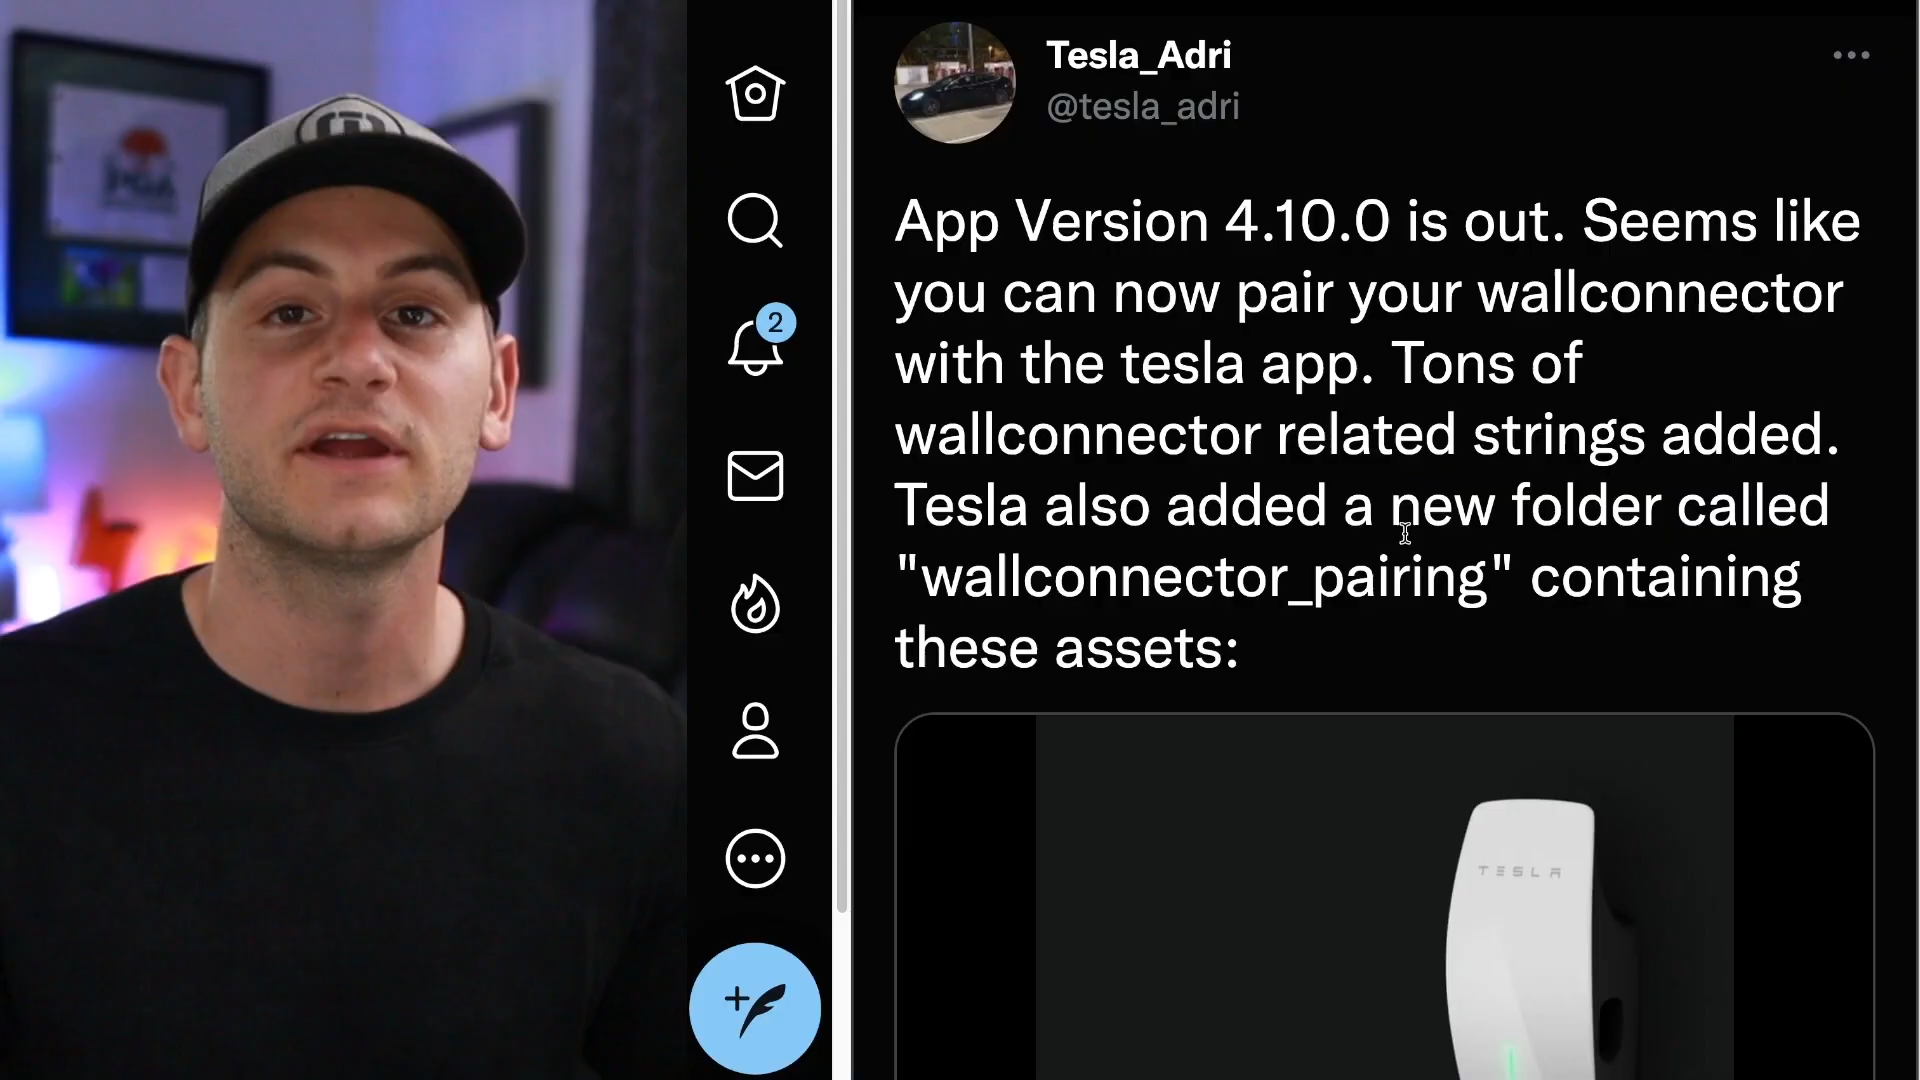 PGA
2
Tesla_Adri
@tesla_adri
App Version 4.10.0 is out. Seems like
you can now pair your wallconnector
with the tesla app. Tons of
wallconnector related strings added.
Tesla also added a new folder called
"wallconnector_pairing" containing
these assets:
TESLA